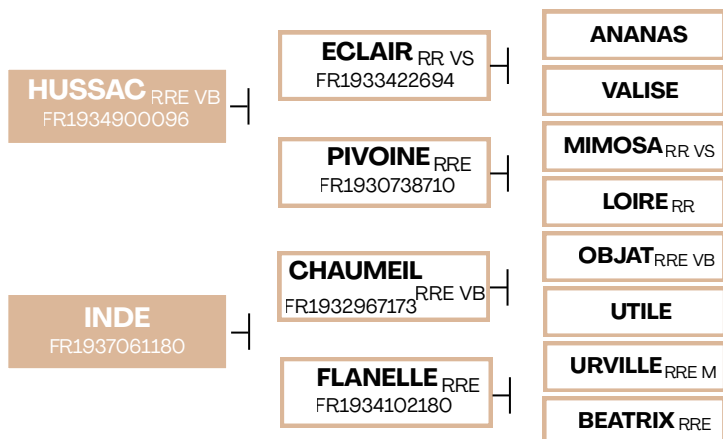 HUSSAC RRE VB
FR1934900096
INDE
FR1937061180
ECLAIR RR VS
FR1933422694
PIVOINE RRE
FR1930738710
CHAUMEIL RRE VB
FR1932967173
FLANELLE RRE
FR1934102180
ANANAS
VALISE
MIMOSA RR VS
LOIRE RR
OBJAT RRE VB
UTILE
URVILLE RRE M
BEATRIX RRE